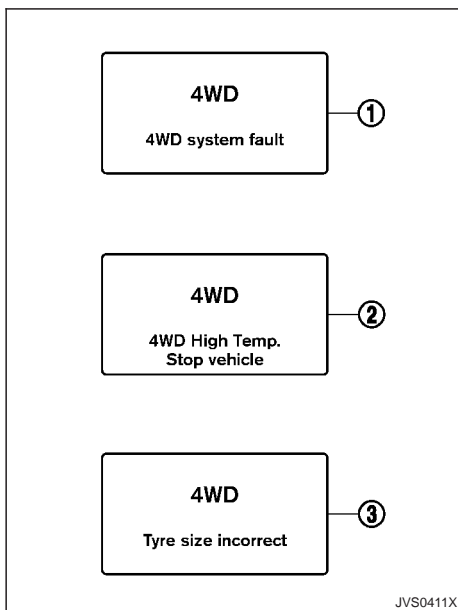 4WD
4WD system fault
①
4WD
4WD High Temp.
Stop vehicle
②
4WD
Tyre size incorrect
③
JVS0411X